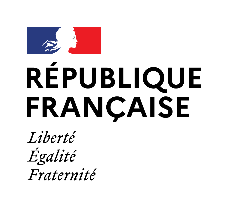 RÉPUBLIQUE
FRANÇAISE
Liberté
Égalité
Fraternité